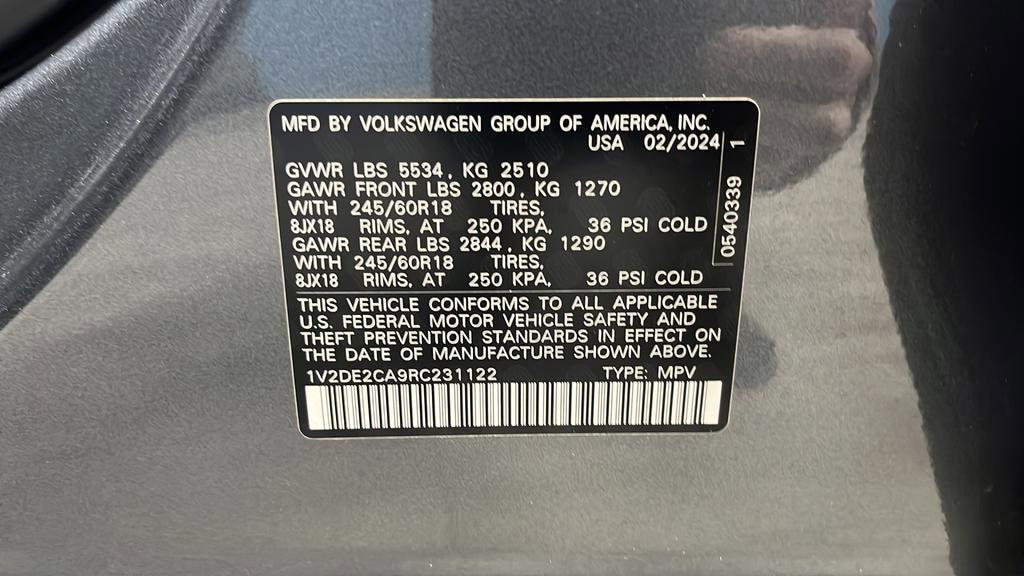 MFD BY VOLKSWAGEN GROUP OF AMERICA, INC.
USA 02/2024
GVWR LBS 5534, KG 2510
GAWR FRONT LBS 2800, KG 1270
WITH 245/60R18 TIRES,
8JX18 RIMS, AT 250 KPA, 36 PSI COLD
GAWR REAR LBS 2844, KG 1290
WITH 245/60R18 TIRES,
8JX18 RIMS, AT 250 KPA, 36 PSI COLD
THIS VEHICLE CONFORMS TO ALL APPLICABLE
U.S. FEDERAL MOTOR VEHICLE SAFETY AND
THEFT PREVENTION STANDARDS IN EFFECT ON
THE DATE OF MANUFACTURE SHOWN ABOVE.
1V2DE2CA9RC231122 TYPE: MPV
0540339 1